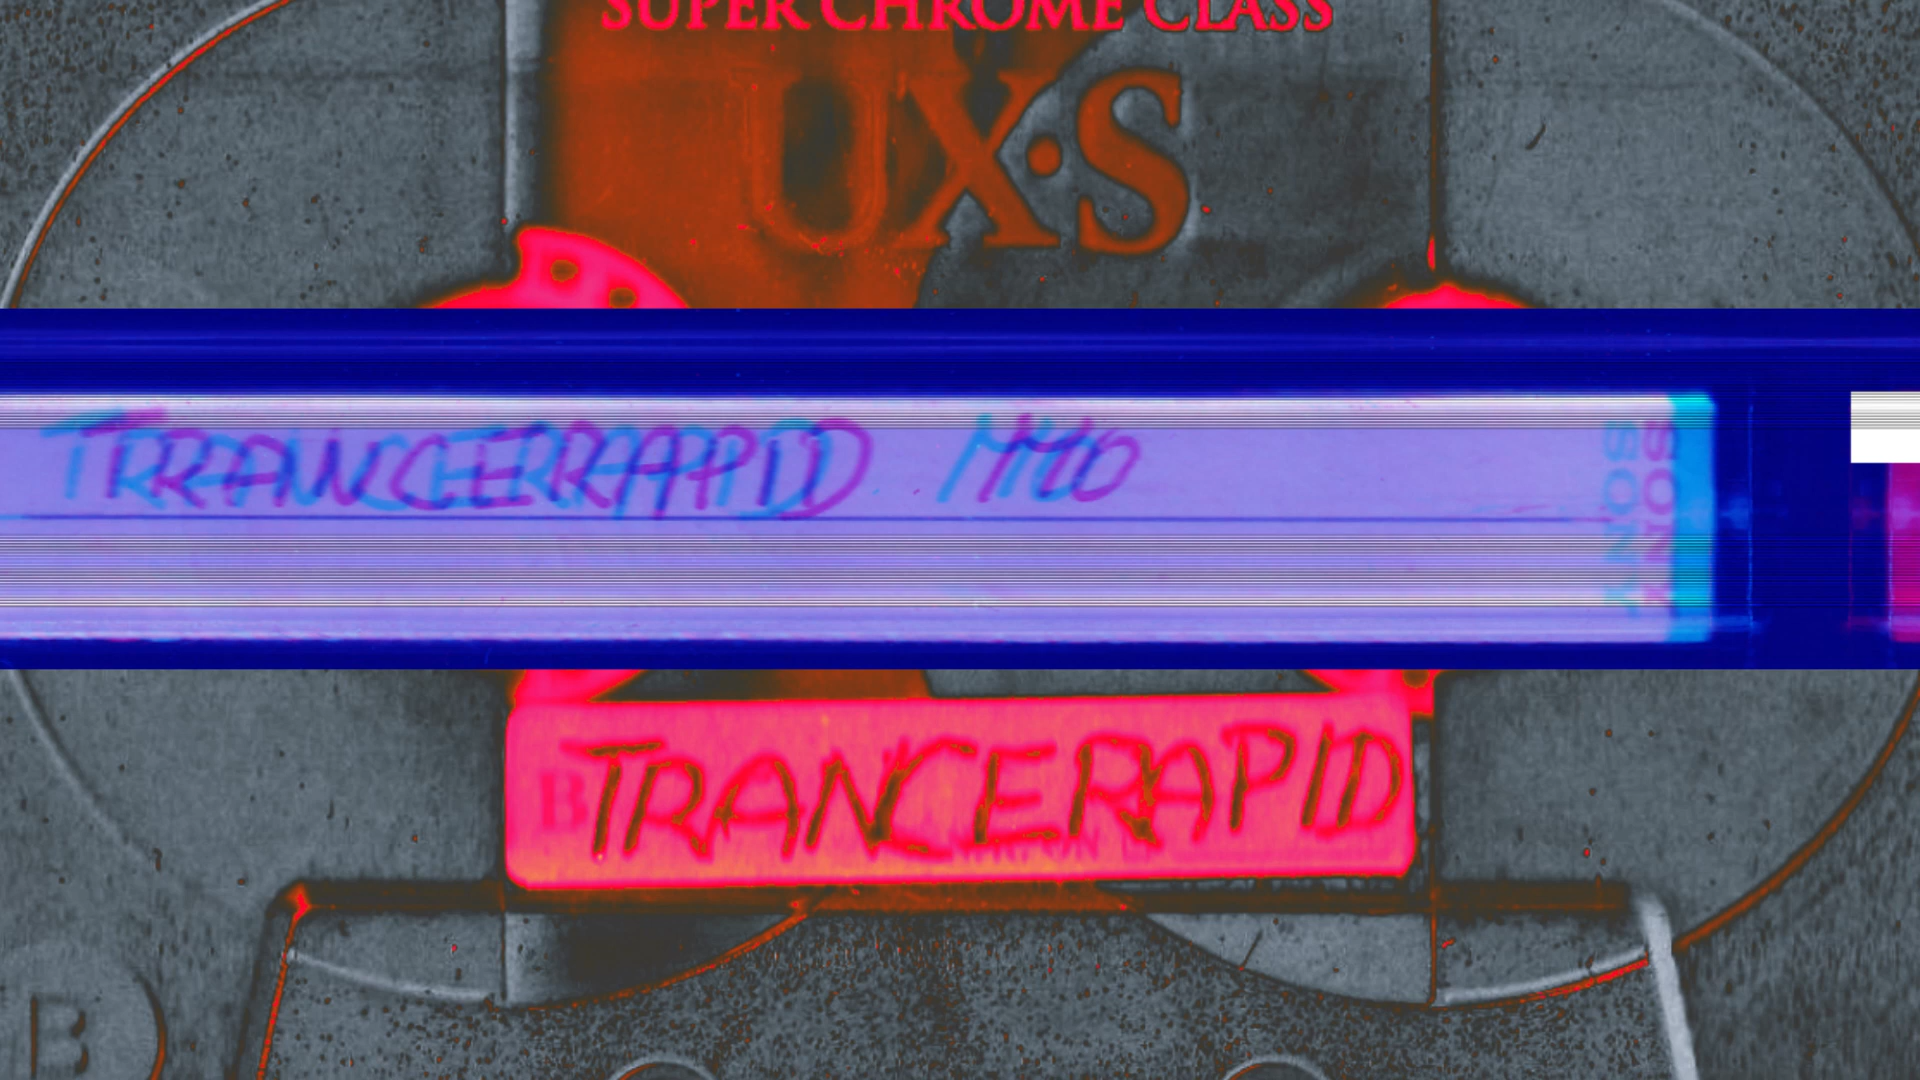 SUPER CHROME CLASS
UX·S
TRANCERAPID
SONY
B TRANCERAPID
B